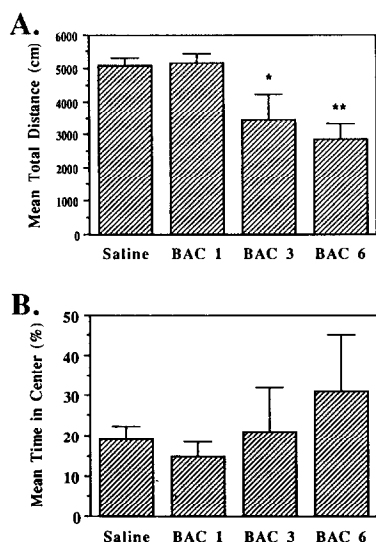 A.
Mean Total Distance (cm)
6000
5000
4000
3000
2000
1000
0
*
**
Saline BAC 1 BAC 3 BAC 6
B.
Mean Time in Center (%)
50
40
30
20
10
0
Saline BAC 1 BAC 3 BAC 6